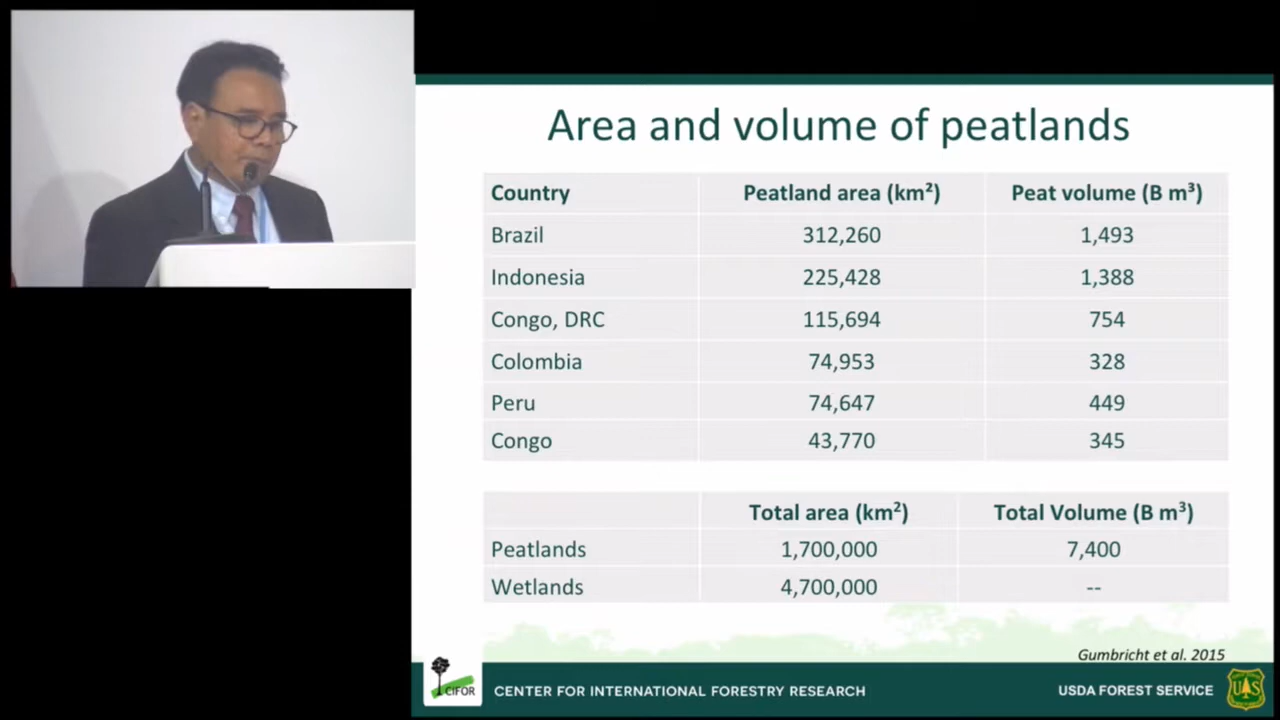 Area and volume of peatlands
Country Peatland area (km²) Peat volume (B m³)
Brazil 312,260 1,493
Indonesia 225,428 1,388
Congo, DRC 115,694 754
Colombia 74,953 328
Peru 74,647 449
Congo 43,770 345
Total area (km²) Total Volume (B m³)
Peatlands 1,700,000 7,400
Wetlands 4,700,000 --
Gumbricht et al. 2015
CIFOR CENTER FOR INTERNATIONAL FORESTRY RESEARCH USDA FOREST SERVICE UAS